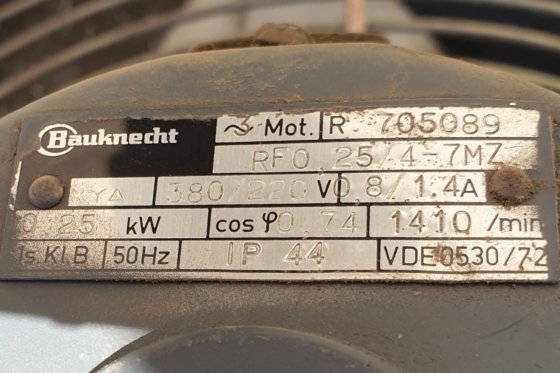 Bauknecht
3~ Mot. R 705089
RF0,25/4-7MZ
Y∆ 380/220 V 0,8/1.4A
0,25 kW cos φ 0,74 1410 /min
Is Kl.B 50Hz IP 44 VDE 0530/72